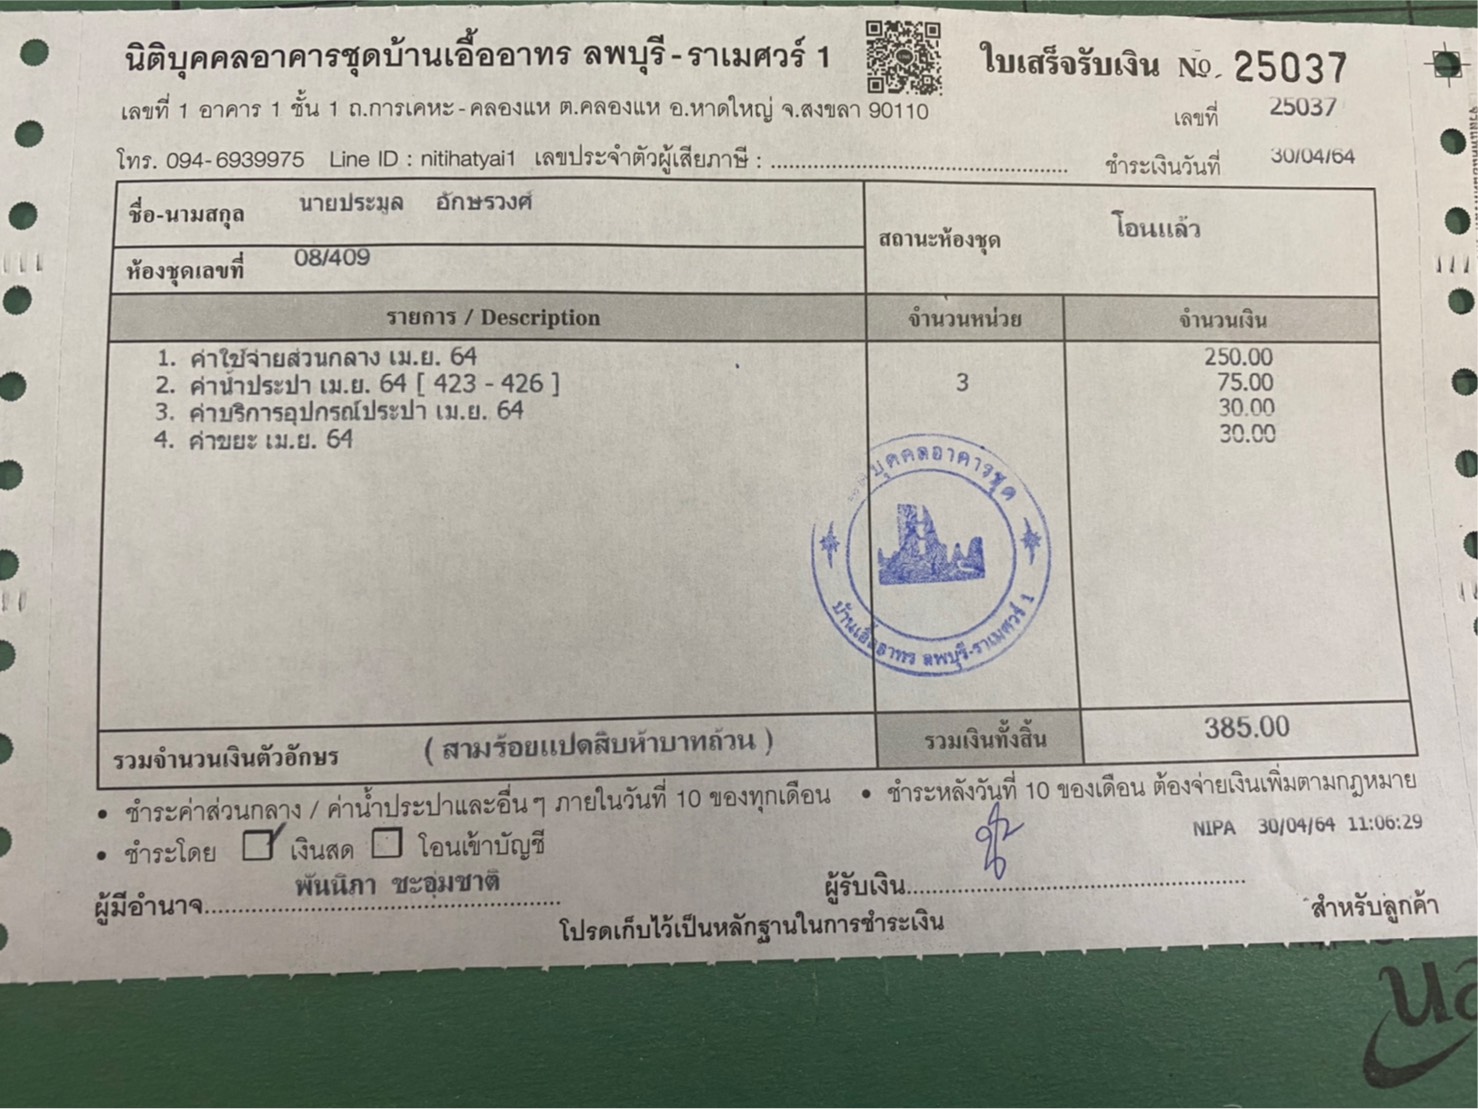 นิติบุคคลอาคารชุดบ้านเอื้ออาทร ลพบุรี-ราเมศวร์ 1
ใบเสร็จรับเงิน No. 25037
เลขที่ 1 อาคาร 1 ชั้น 1 ถ.การเคหะ-คลองแห ต.คลองแห อ.หาดใหญ่ จ.สงขลา 90110
เลขที่ 25037
โทร. 094-6939975 Line ID : nitihatyai1 เลขประจำตัวผู้เสียภาษี :
ชำระเงินวันที่ 30/04/64
ชื่อ-นามสกุล นายประมูล อักษรวงศ์
สถานะห้องชุด โอนแล้ว
ห้องชุดเลขที่ 08/409
รายการ / Description จำนวนหน่วย จำนวนเงิน
1. ค่าใช้จ่ายส่วนกลาง เม.ย. 64 250.00
2. ค่าน้ำประปา เม.ย. 64 [ 423 - 426 ] 3 75.00
3. ค่าบริการอุปกรณ์ประปา เม.ย. 64 30.00
4. ค่าขยะ เม.ย. 64 30.00
นิติบุคคลอาคารชุด
บ้านเอื้ออาทร ลพบุรี-ราเมศวร์ 1
รวมจำนวนเงินตัวอักษร ( สามร้อยแปดสิบห้าบาทถ้วน ) รวมเงินทั้งสิ้น 385.00
• ชำระค่าส่วนกลาง / ค่าน้ำประปาและอื่นๆ ภายในวันที่ 10 ของทุกเดือน • ชำระหลังวันที่ 10 ของเดือน ต้องจ่ายเงินเพิ่มตามกฎหมาย
• ชำระโดย เงินสด โอนเข้าบัญชี
NIPA 30/04/64 11:06:29
ผู้มีอำนาจ พันนิภา ชะอุ่มชาติ
ผู้รับเงิน
สำหรับลูกค้า
โปรดเก็บไว้เป็นหลักฐานในการชำระเงิน